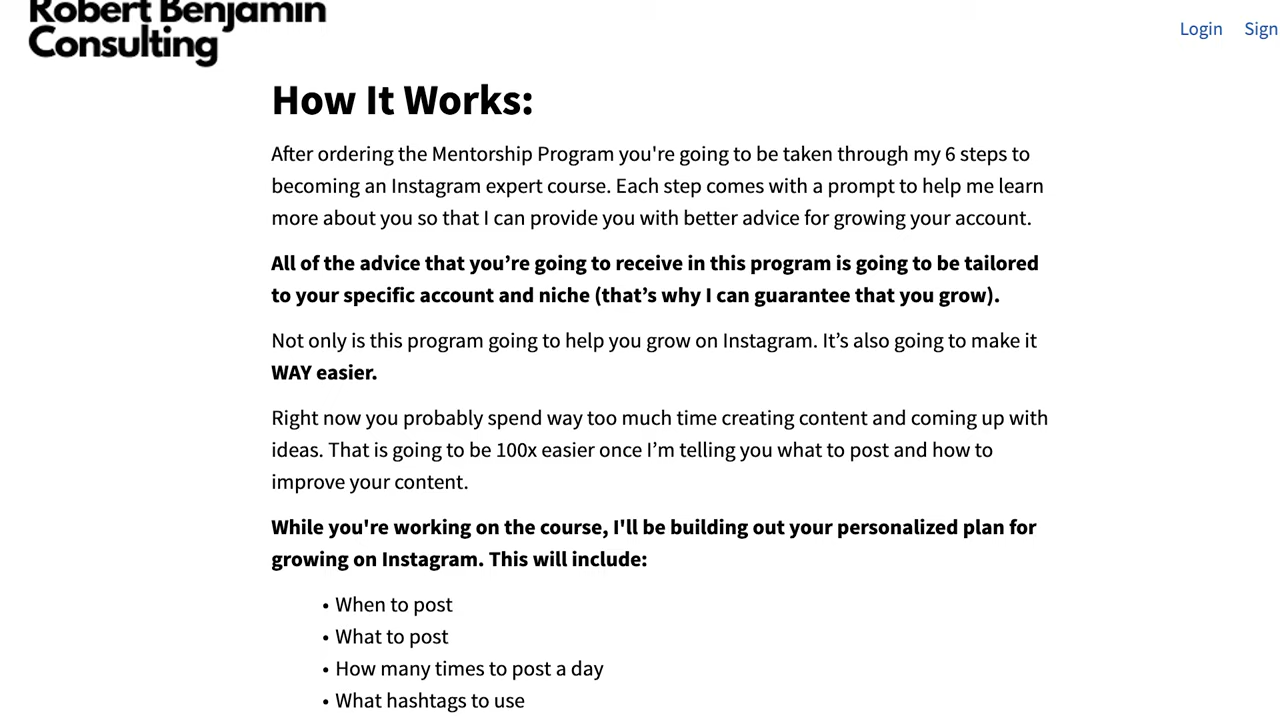 Robert Benjamin
Consulting
Login Sign
How It Works:
After ordering the Mentorship Program you're going to be taken through my 6 steps to
becoming an Instagram expert course. Each step comes with a prompt to help me learn
more about you so that I can provide you with better advice for growing your account.
All of the advice that you’re going to receive in this program is going to be tailored
to your specific account and niche (that’s why I can guarantee that you grow).
Not only is this program going to help you grow on Instagram. It’s also going to make it
WAY easier.
Right now you probably spend way too much time creating content and coming up with
ideas. That is going to be 100x easier once I’m telling you what to post and how to
improve your content.
While you're working on the course, I'll be building out your personalized plan for
growing on Instagram. This will include:
• When to post
• What to post
• How many times to post a day
• What hashtags to use